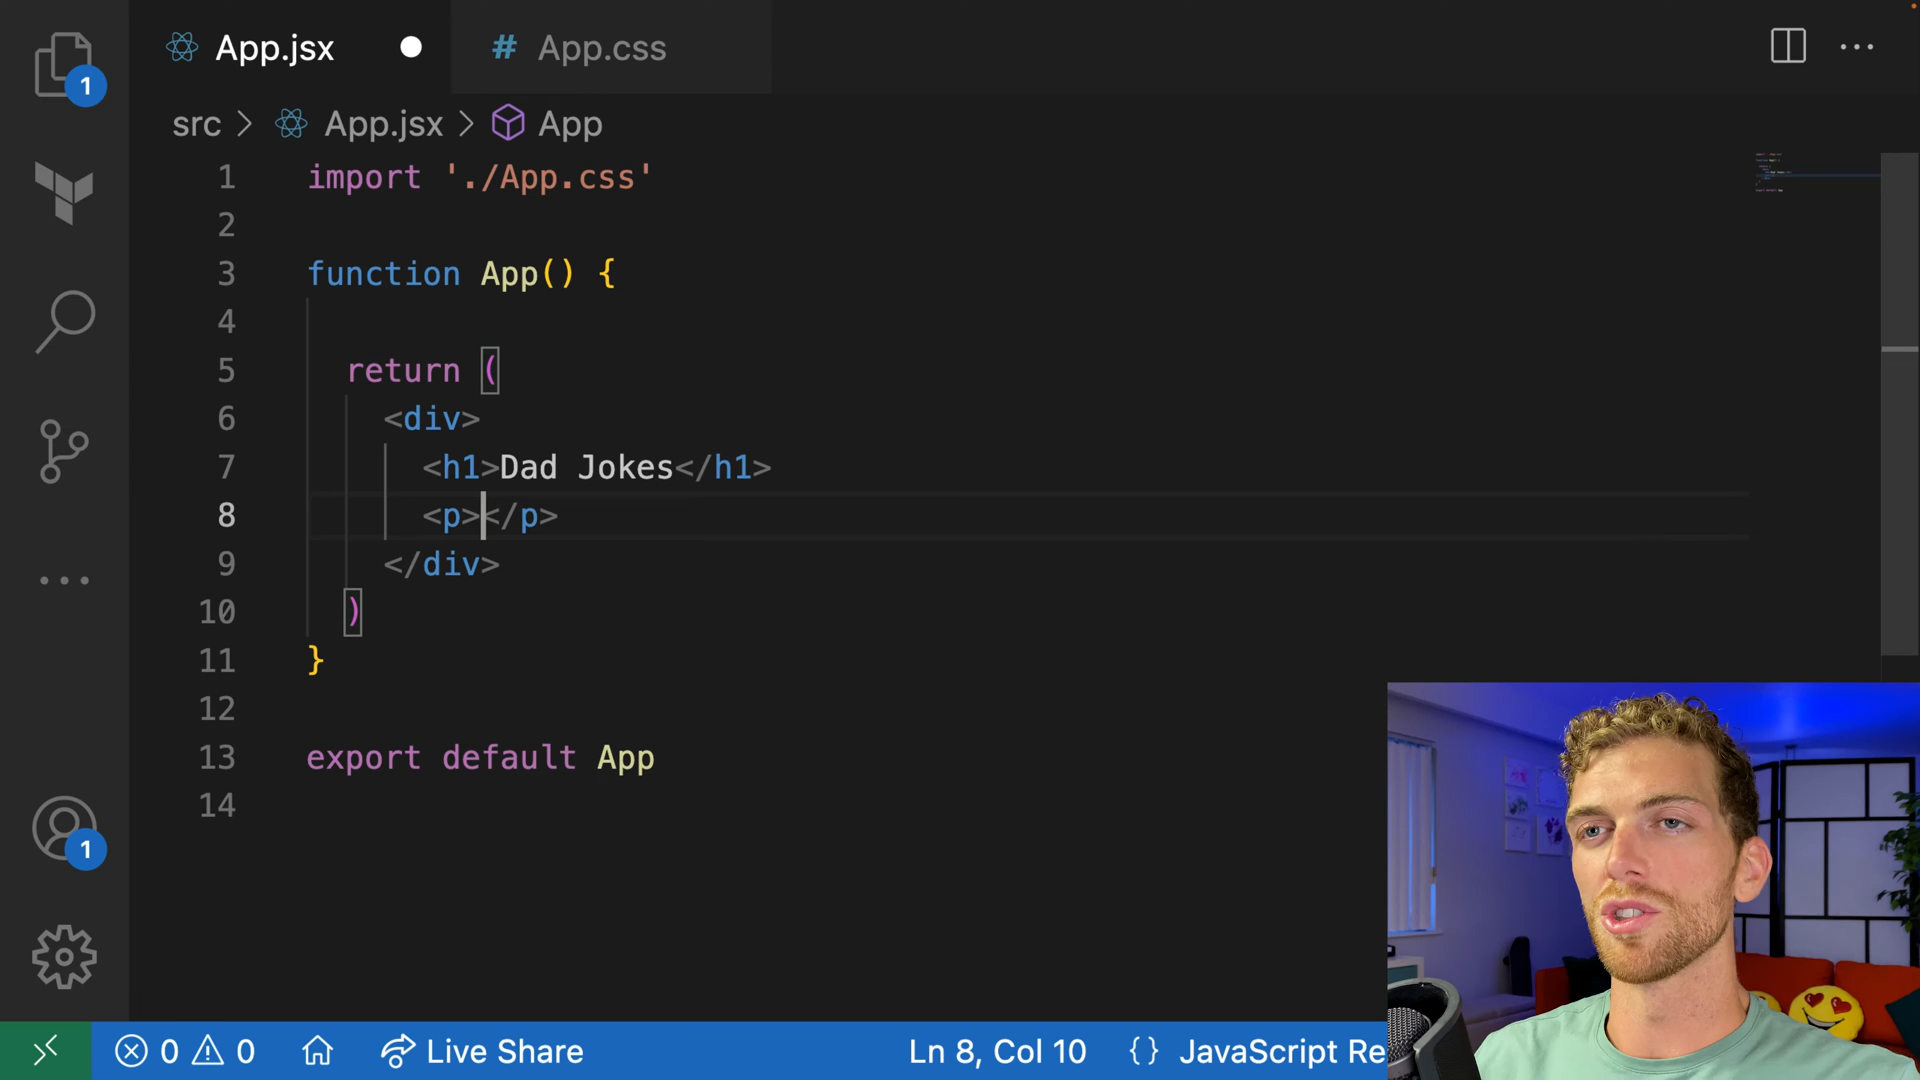 App.jsx
# App.css
1
src > App.jsx > App
1 import './App.css'
2
3 function App() {
4
5 return (
6 <div>
7 <h1>Dad Jokes</h1>
8 <p></p>
9 </div>
10 )
11 }
12
13 export default App
14
1
0 0 Live Share Ln 8, Col 10 {} JavaScript Re